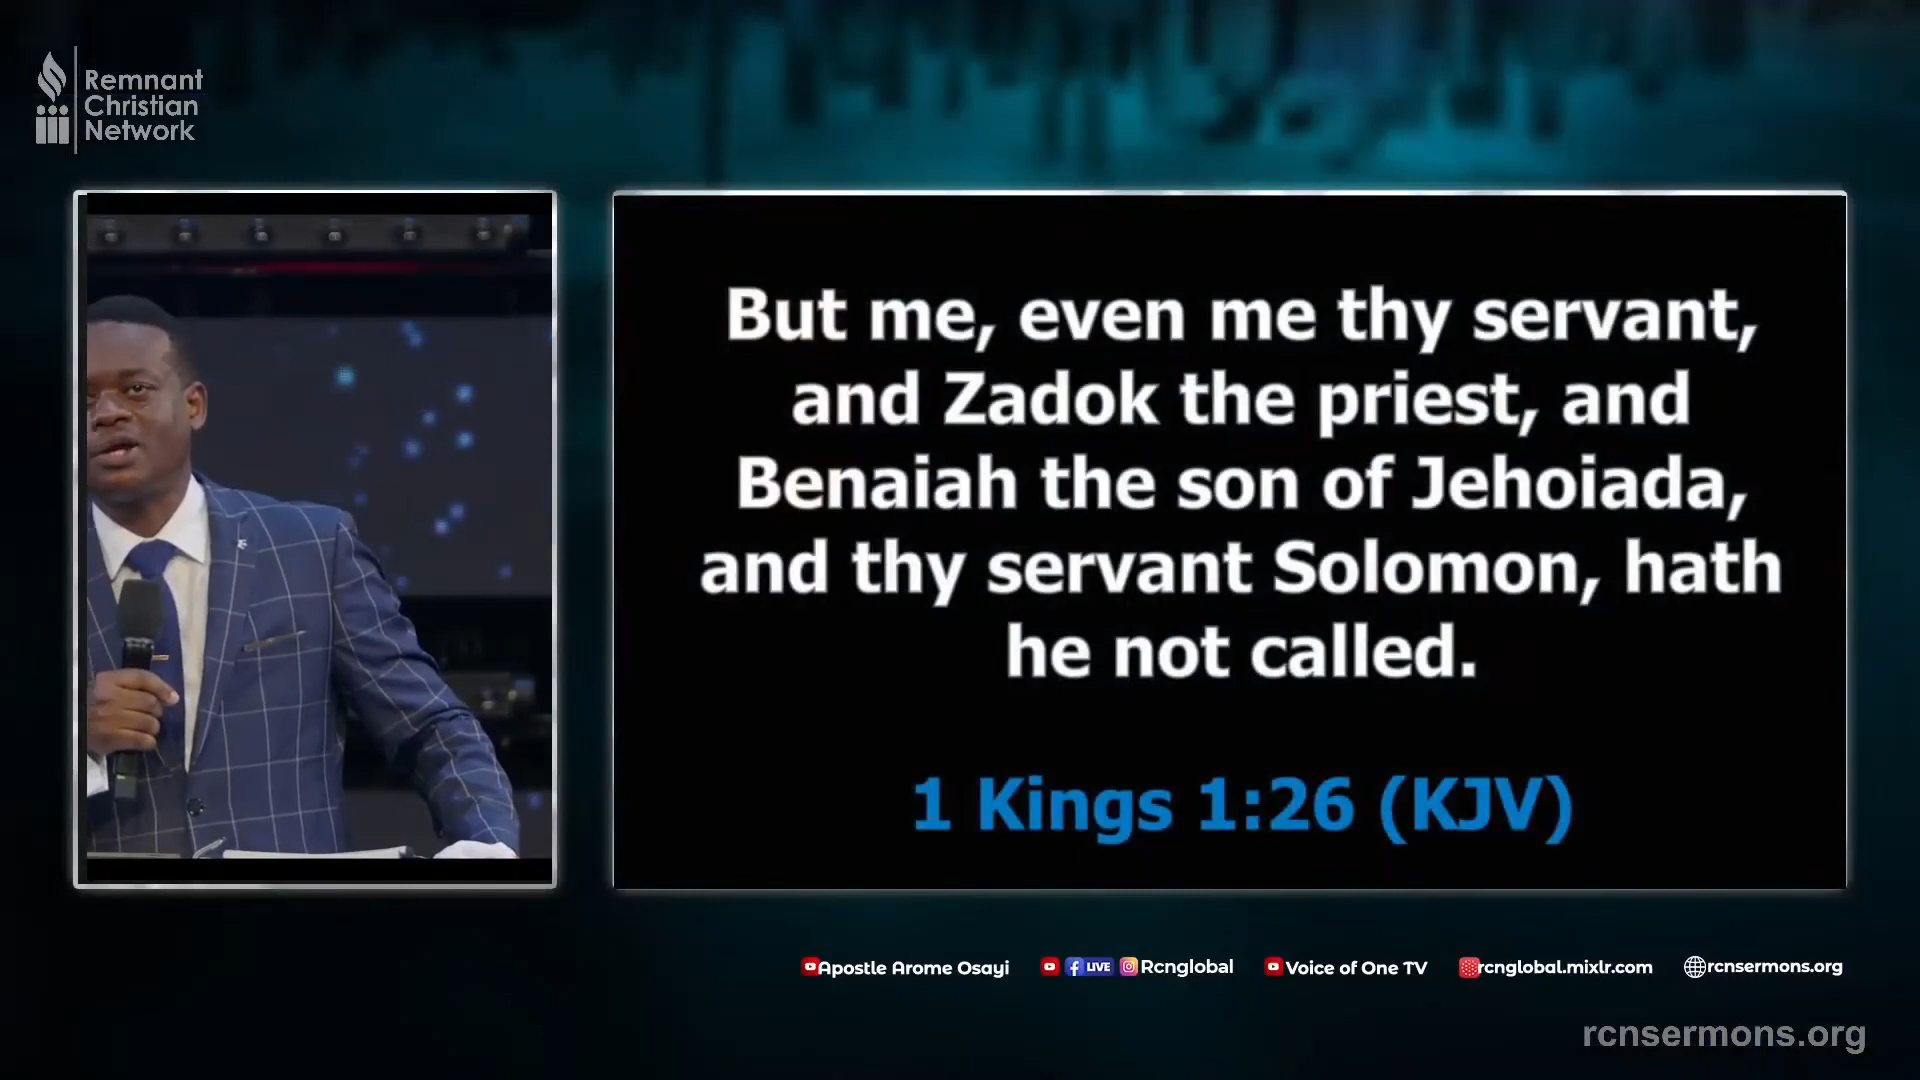 Remnant
Christian
Network
But me, even me thy servant,
and Zadok the priest, and
Benaiah the son of Jehoiada,
and thy servant Solomon, hath
he not called.
1 Kings 1:26 (KJV)
Apostle Arome Osayi LIVE Rcnglobal Voice of One TV rcnglobal.mixlr.com rcnsermons.org
rcnsermons.org